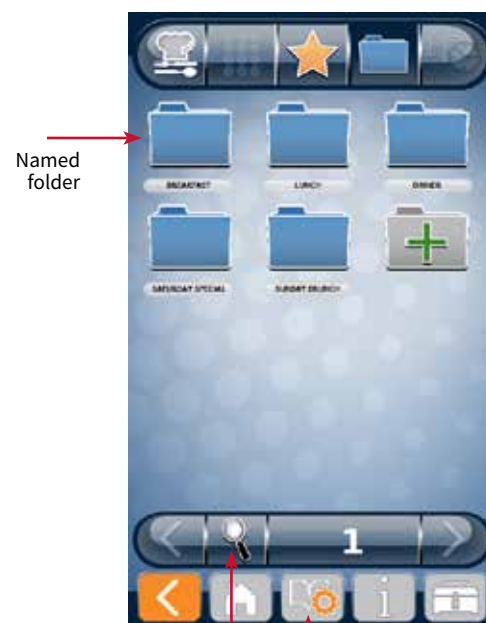 Named
folder
BREAKFAST
LUNCH
DINNER
SATURDAY SPECIAL
SUNDAY BRUNCH
1
i